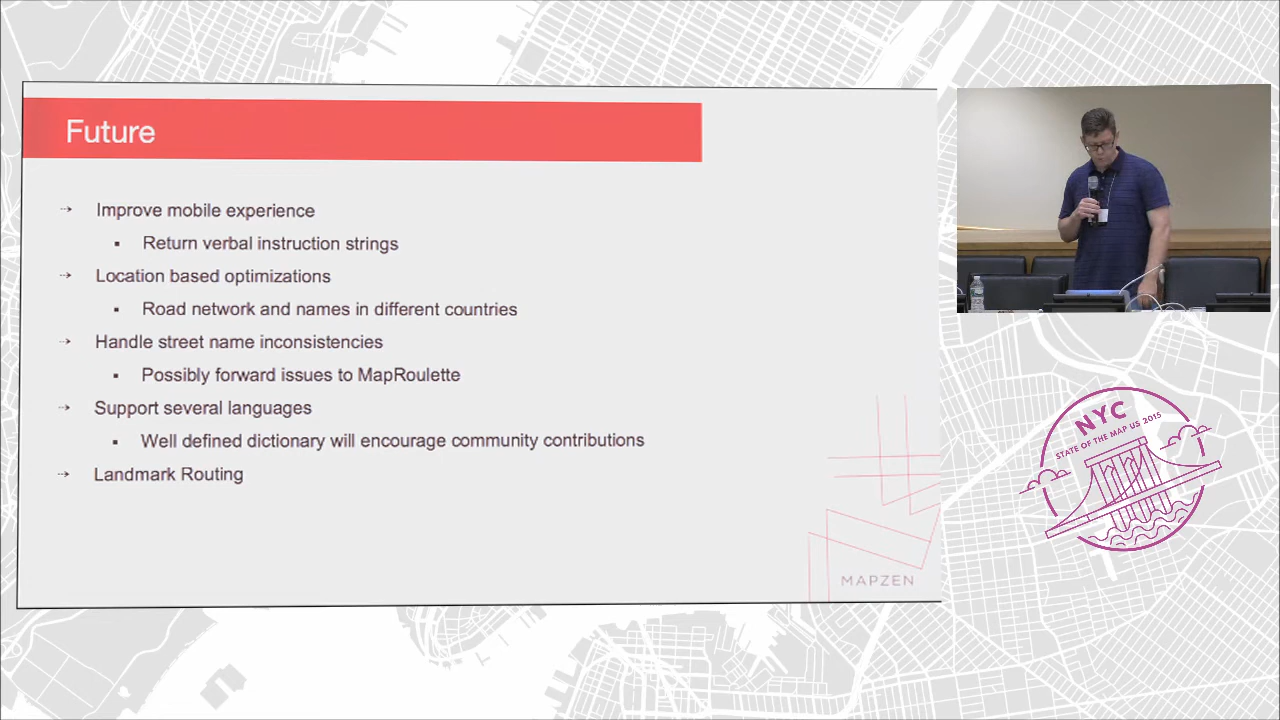 Future
⇢ Improve mobile experience
▪ Return verbal instruction strings
⇢ Location based optimizations
▪ Road network and names in different countries
⇢ Handle street name inconsistencies
▪ Possibly forward issues to MapRoulette
⇢ Support several languages
▪ Well defined dictionary will encourage community contributions
⇢ Landmark Routing
MAPZEN
NYC
STATE OF THE MAP US 2015